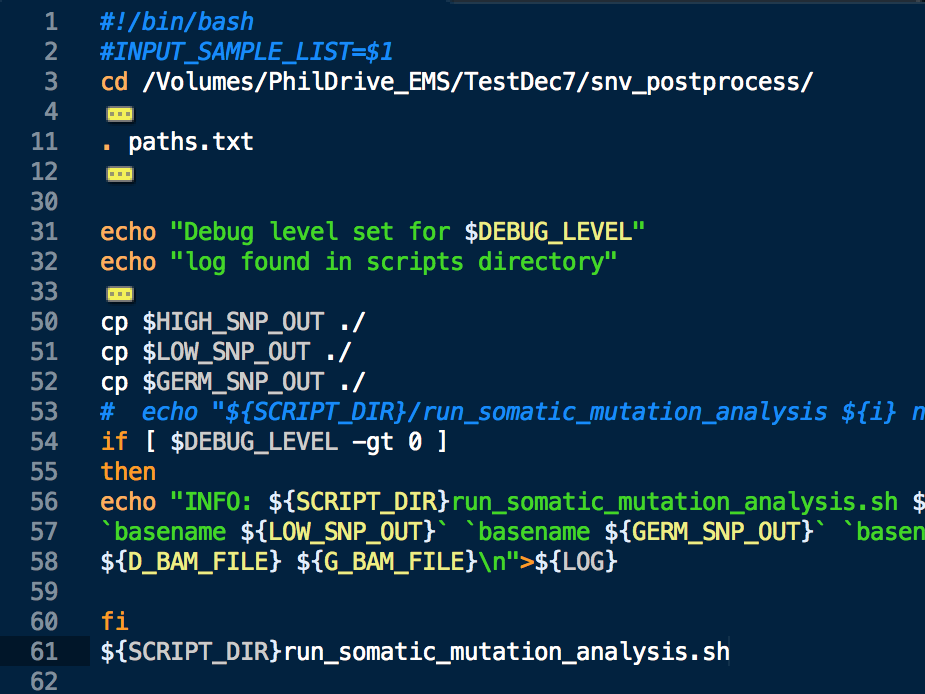 1 #!/bin/bash
2 #INPUT_SAMPLE_LIST=$1
3 cd /Volumes/PhilDrive_EMS/TestDec7/snv_postprocess/
4
11 . paths.txt
12
30
31 echo "Debug level set for $DEBUG_LEVEL"
32 echo "log found in scripts directory"
33
50 cp $HIGH_SNP_OUT ./
51 cp $LOW_SNP_OUT ./
52 cp $GERM_SNP_OUT ./
53 #  echo "${SCRIPT_DIR}/run_somatic_mutation_analysis ${i} n
54 if [ $DEBUG_LEVEL -gt 0 ]
55 then
56 echo "INFO: ${SCRIPT_DIR}run_somatic_mutation_analysis.sh $
57 `basename ${LOW_SNP_OUT}` `basename ${GERM_SNP_OUT}` `basen
58 ${D_BAM_FILE} ${G_BAM_FILE}\n">${LOG}
59
60 fi
61 ${SCRIPT_DIR}run_somatic_mutation_analysis.sh
62